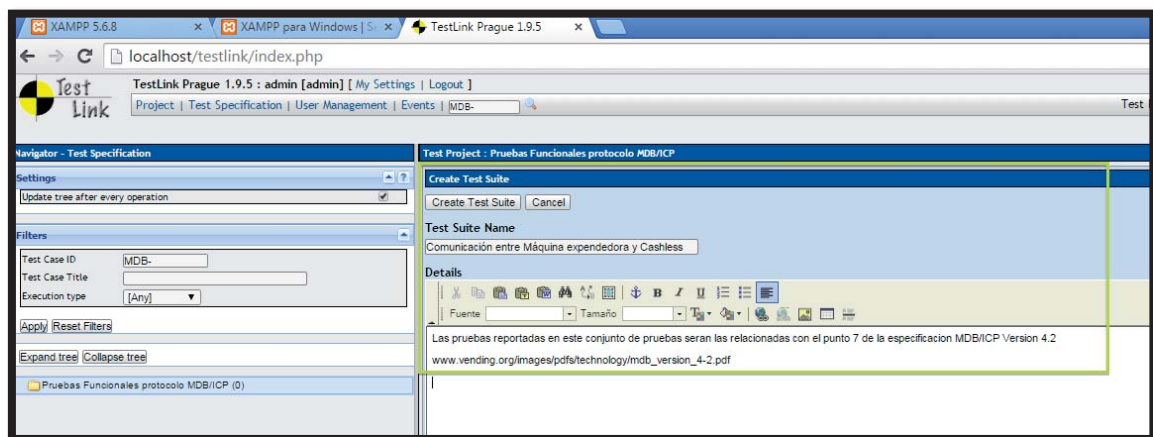 XAMPP 5.6.8
XAMPP para Windows | S
TestLink Prague 1.9.5
localhost/testlink/index.php
Test Link
TestLink Prague 1.9.5 : admin [admin] [ My Settings | Logout ]
Project | Test Specification | User Management | Events | MDB-
Test
Navigator - Test Specification
Settings
Update tree after every operation
Filters
Test Case ID MDB-
Test Case Title
Execution type [Any]
Apply Reset Filters
Expand tree Collapse tree
Pruebas Funcionales protocolo MDB/ICP (0)
Test Project : Pruebas Funcionales protocolo MDB/ICP
Create Test Suite
Create Test Suite Cancel
Test Suite Name
Comunicación entre Máquina expendedora y Cashless
Details
B I U
Fuente Tamaño
Las pruebas reportadas en este conjunto de pruebas seran las relacionadas con el punto 7 de la especificacion MDB/ICP Version 4.2
www.vending.org/images/pdfs/technology/mdb_version_4-2.pdf